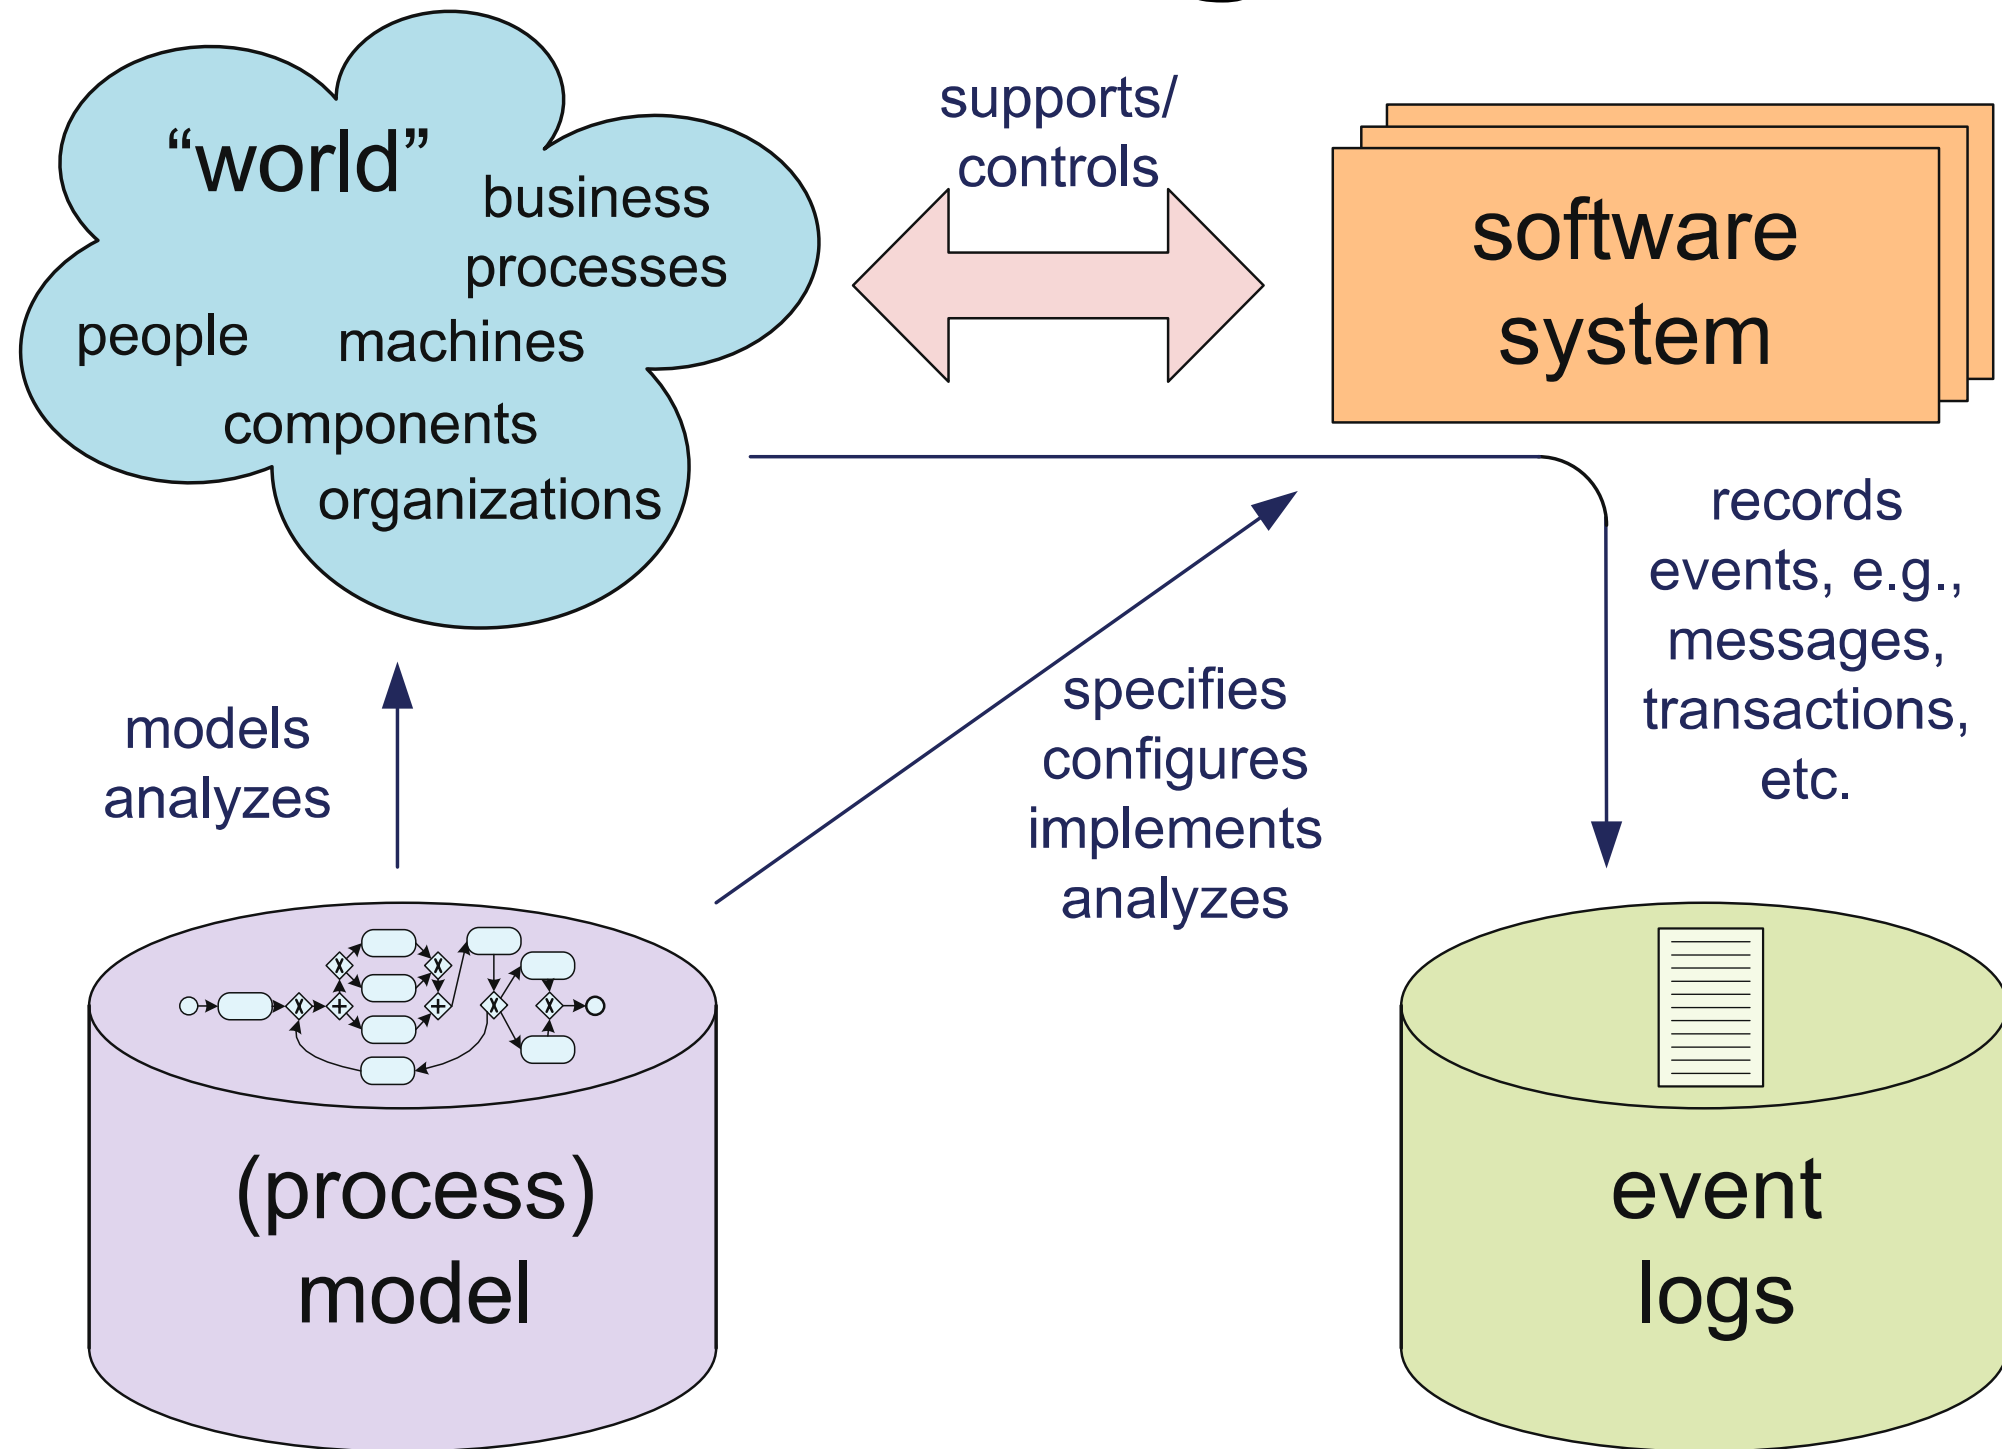 “world”
business
processes
people
machines
components
organizations
supports/
controls
software
system
records
events, e.g.,
messages,
transactions,
etc.
models
analyzes
specifies
configures
implements
analyzes
(process)
model
event
logs